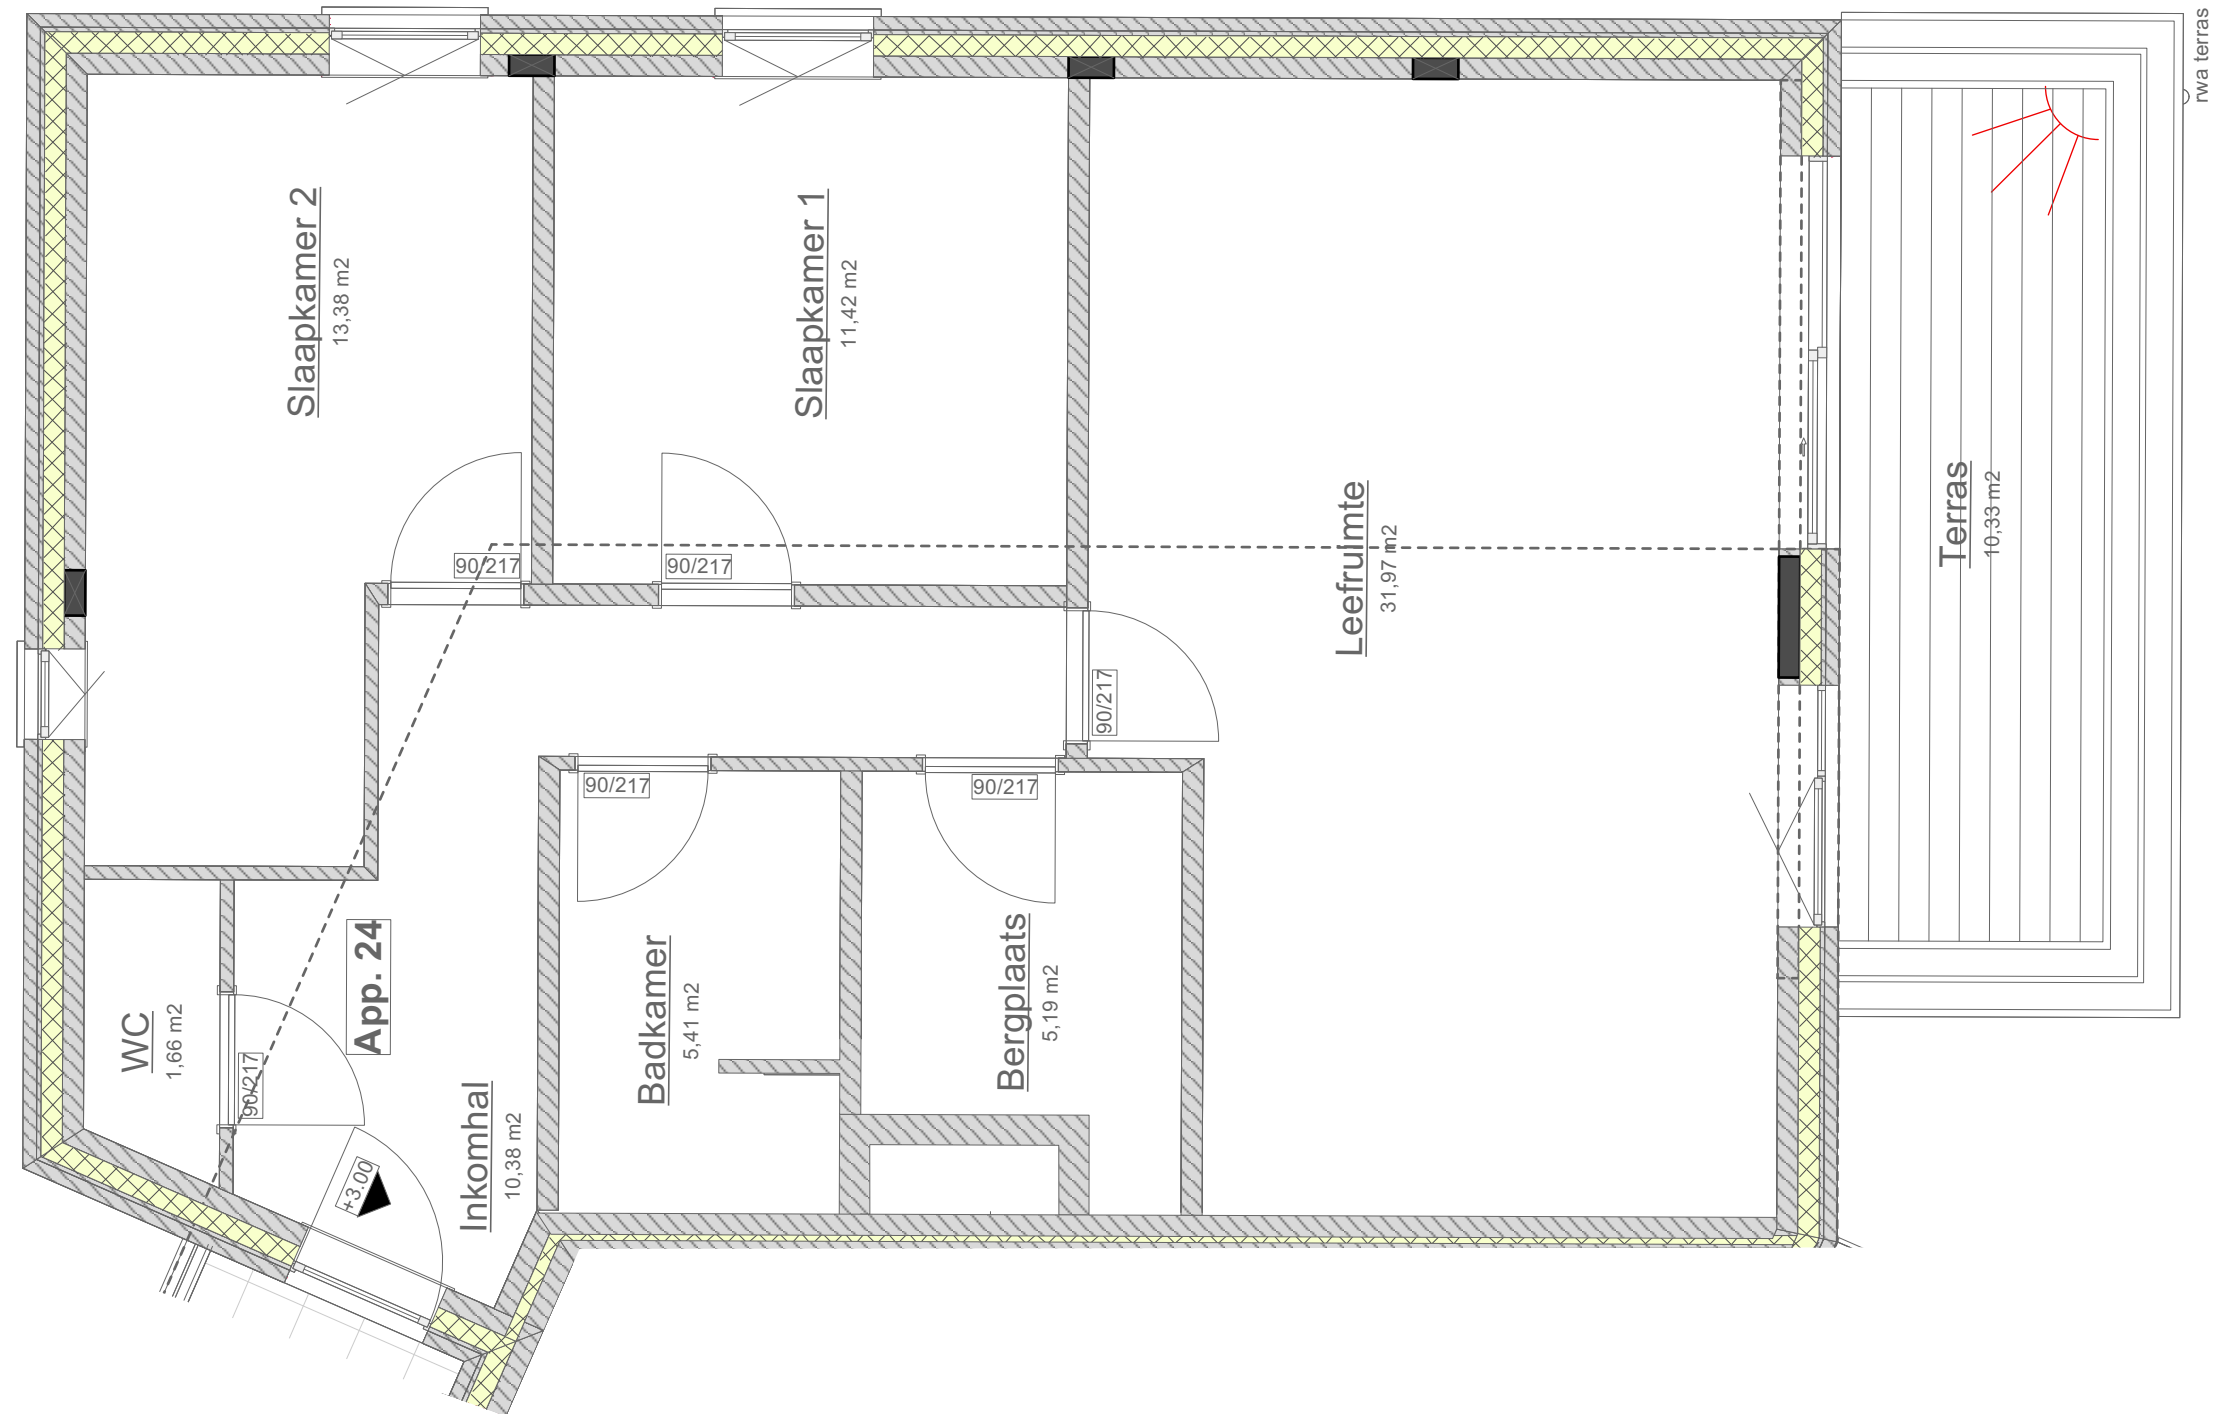 rwa terras
Slaapkamer 2
13,38 m2
Slaapkamer 1
11,42 m2
Leefruimte
31,97 m2
Terras
10,33 m2
90/217
90/217
90/217
90/217
90/217
WC
1,66 m2
90/217
App. 24
+3.00
Inkomhal
10,38 m2
Badkamer
5,41 m2
Bergplaats
5,19 m2